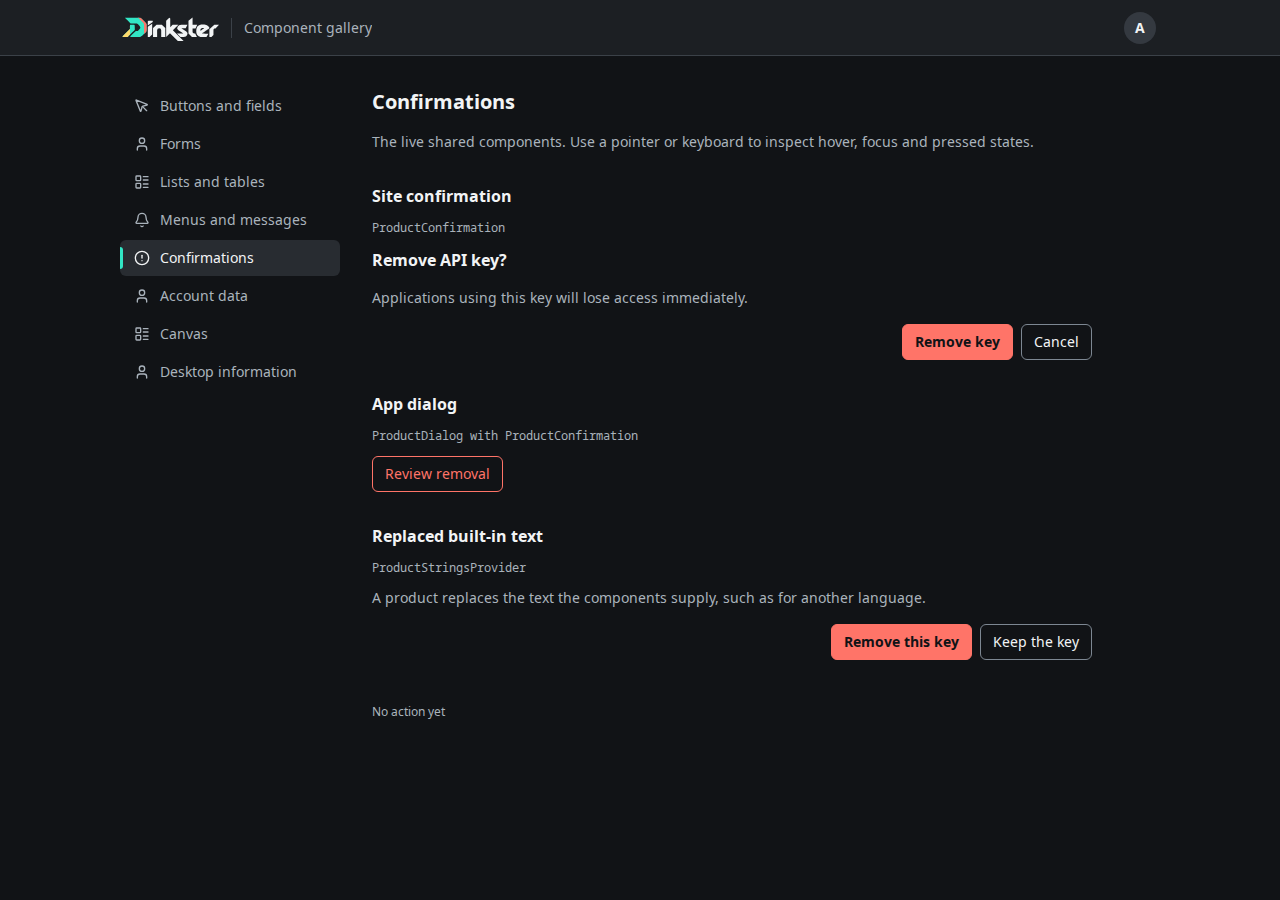 Dinkster
Component gallery
A
Buttons and fields
Forms
Lists and tables
Menus and messages
Confirmations
Account data
Canvas
Desktop information
Confirmations
The live shared components. Use a pointer or keyboard to inspect hover, focus and pressed states.
Site confirmation
ProductConfirmation
Remove API key?
Applications using this key will lose access immediately.
Remove key
Cancel
App dialog
ProductDialog with ProductConfirmation
Review removal
Replaced built-in text
ProductStringsProvider
A product replaces the text the components supply, such as for another language.
Remove this key
Keep the key
No action yet